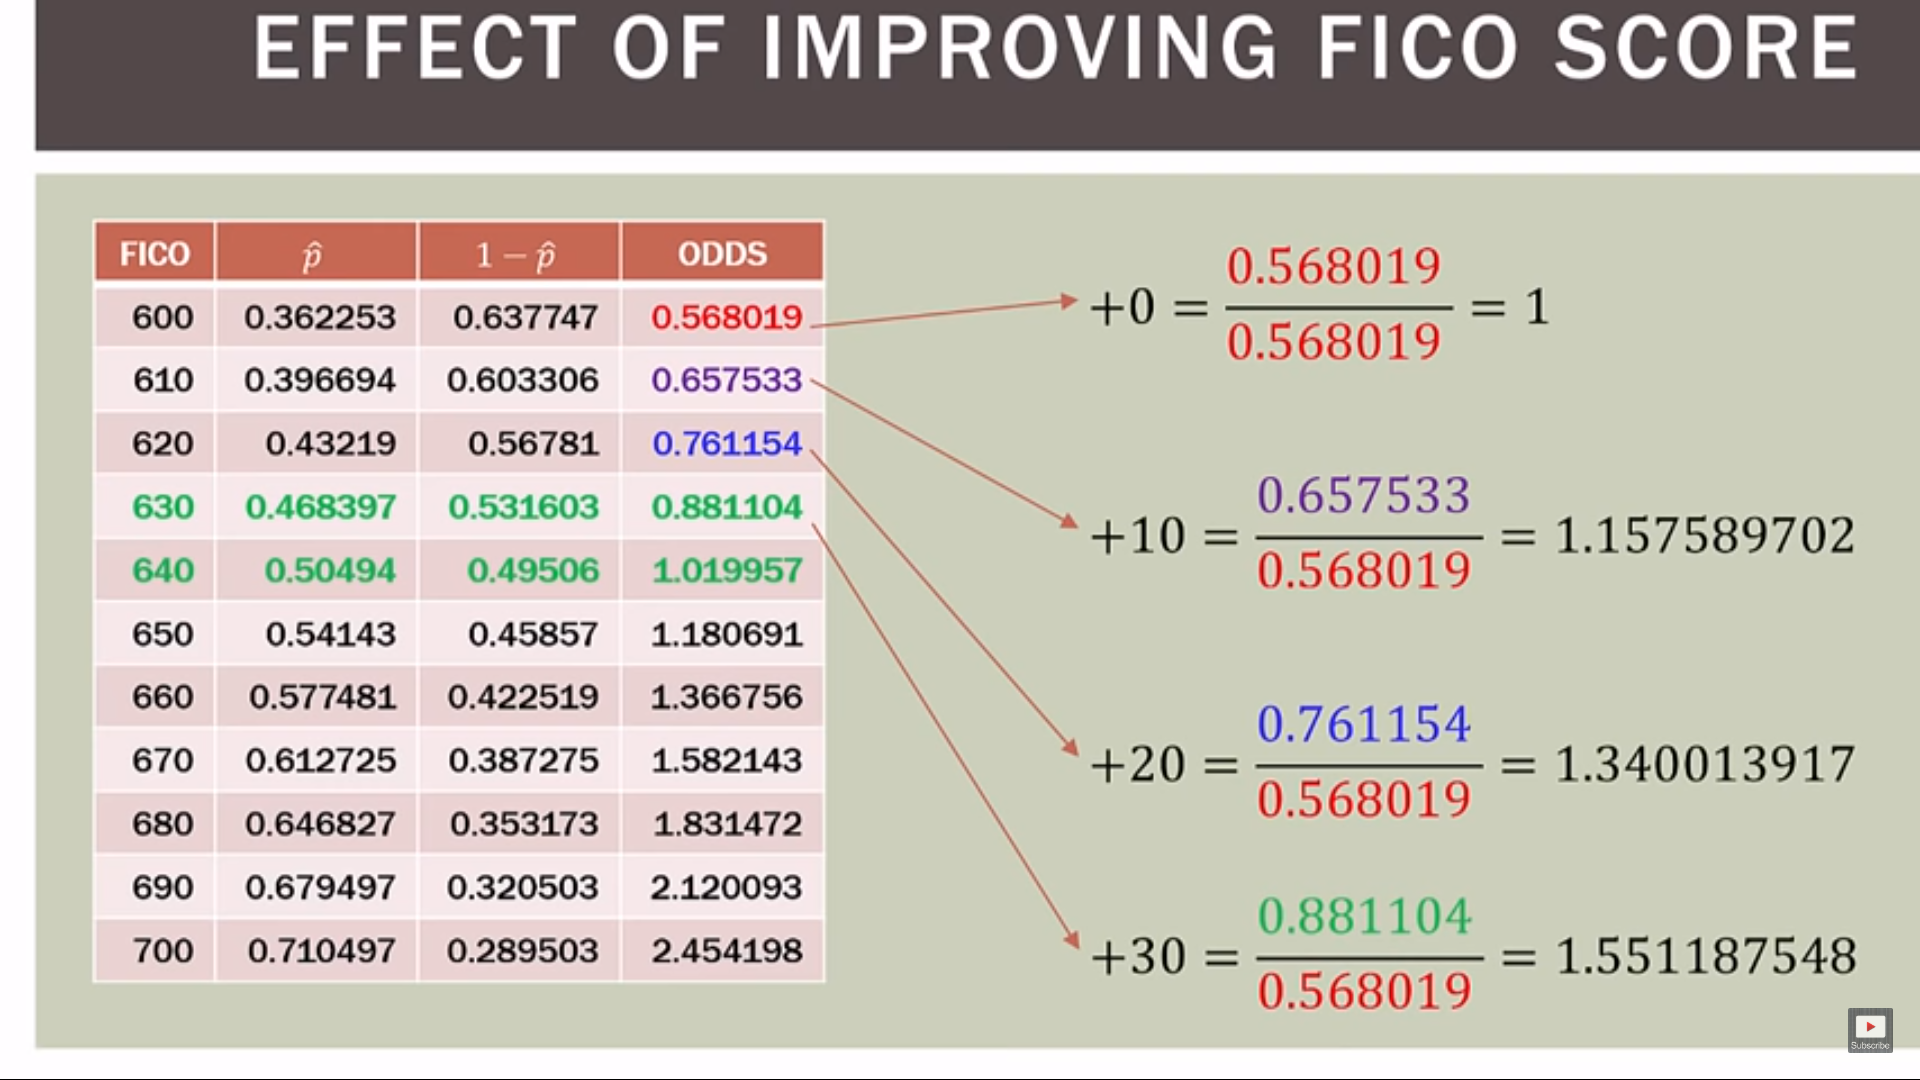 EFFECT OF IMPROVING FICO SCORE
FICO p̂ 1 − p̂ ODDS
600 0.362253 0.637747 0.568019
610 0.396694 0.603306 0.657533
620 0.43219 0.56781 0.761154
630 0.468397 0.531603 0.881104
640 0.50494 0.49506 1.019957
650 0.54143 0.45857 1.180691
660 0.577481 0.422519 1.366756
670 0.612725 0.387275 1.582143
680 0.646827 0.353173 1.831472
690 0.679497 0.320503 2.120093
700 0.710497 0.289503 2.454198
0.568019
+0 = = 1
0.568019
0.657533
+10 = = 1.157589702
0.568019
0.761154
+20 = = 1.340013917
0.568019
0.881104
+30 = = 1.551187548
0.568019
Subscribe